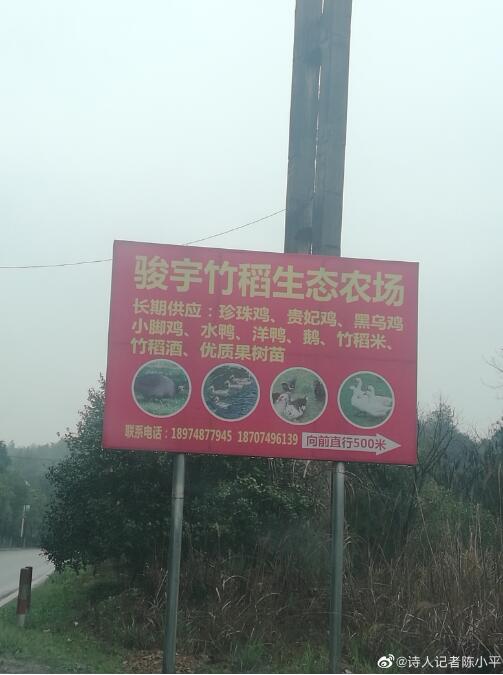 骏宇竹稻生态农场
长期供应：珍珠鸡、贵妃鸡、黑乌鸡
小脚鸡、水鸭、洋鸭、鹅、竹稻米、
竹稻酒、优质果树苗
联系电话：18974877945 18707496139
向前直行500米
@诗人记者陈小平